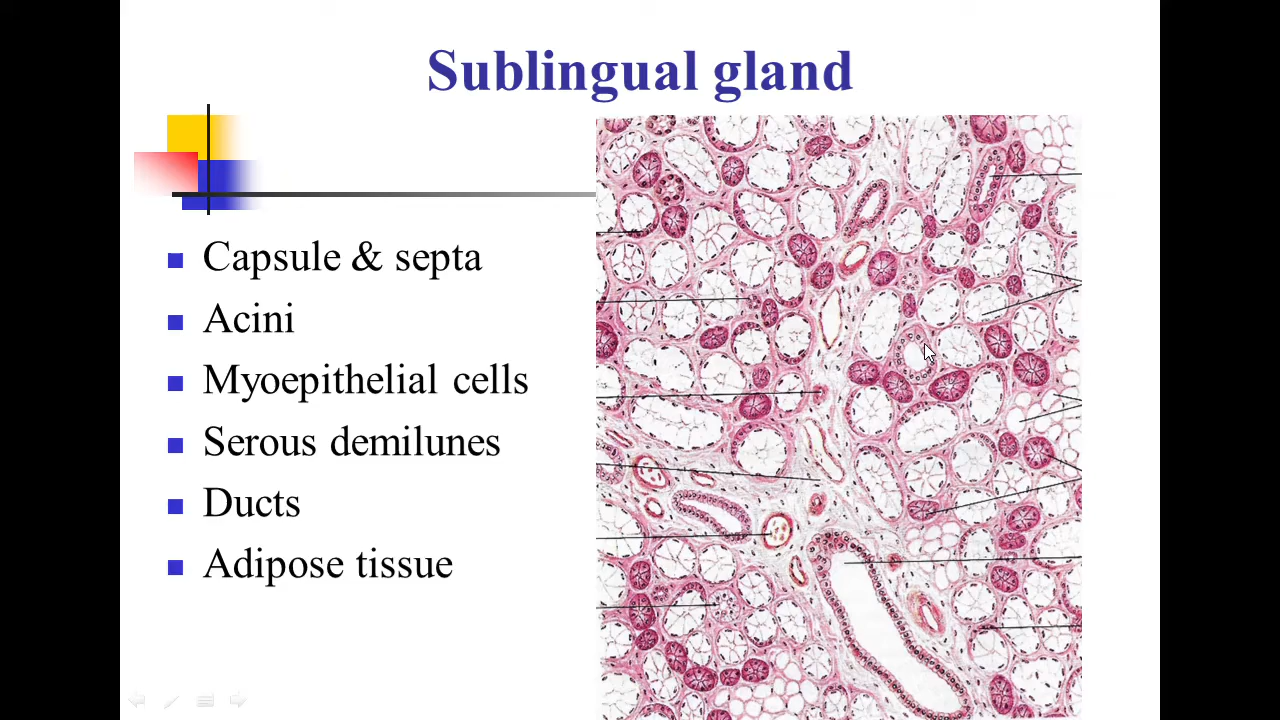 Sublingual gland
Capsule & septa
Acini
Myoepithelial cells
Serous demilunes
Ducts
Adipose tissue